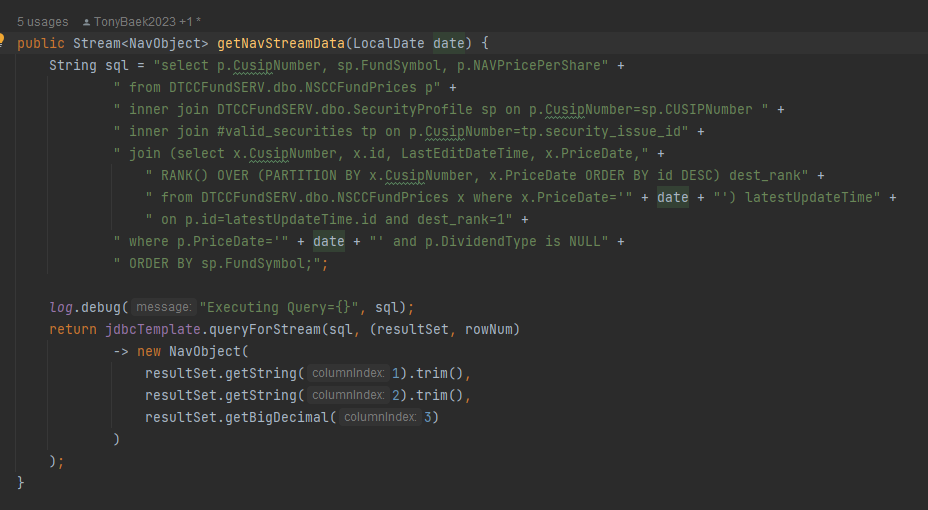 5 usages TonyBaek2023 +1 *
public Stream<NavObject> getNavStreamData(LocalDate date) {
String sql = "select p.CusipNumber, sp.FundSymbol, p.NAVPricePerShare" +
" from DTCCFundSERV.dbo.NSCCFundPrices p" +
" inner join DTCCFundSERV.dbo.SecurityProfile sp on p.CusipNumber=sp.CUSIPNumber " +
" inner join #valid_securities tp on p.CusipNumber=tp.security_issue_id" +
" join (select x.CusipNumber, x.id, LastEditDateTime, x.PriceDate," +
" RANK() OVER (PARTITION BY x.CusipNumber, x.PriceDate ORDER BY id DESC) dest_rank" +
" from DTCCFundSERV.dbo.NSCCFundPrices x where x.PriceDate='" + date + "') latestUpdateTime" +
" on p.id=latestUpdateTime.id and dest_rank=1" +
" where p.PriceDate='" + date + "' and p.DividendType is NULL" +
" ORDER BY sp.FundSymbol;";
log.debug( message: "Executing Query={}", sql);
return jdbcTemplate.queryForStream(sql, (resultSet, rowNum)
-> new NavObject(
resultSet.getString( columnIndex: 1).trim(),
resultSet.getString( columnIndex: 2).trim(),
resultSet.getBigDecimal( columnIndex: 3)
)
);
}